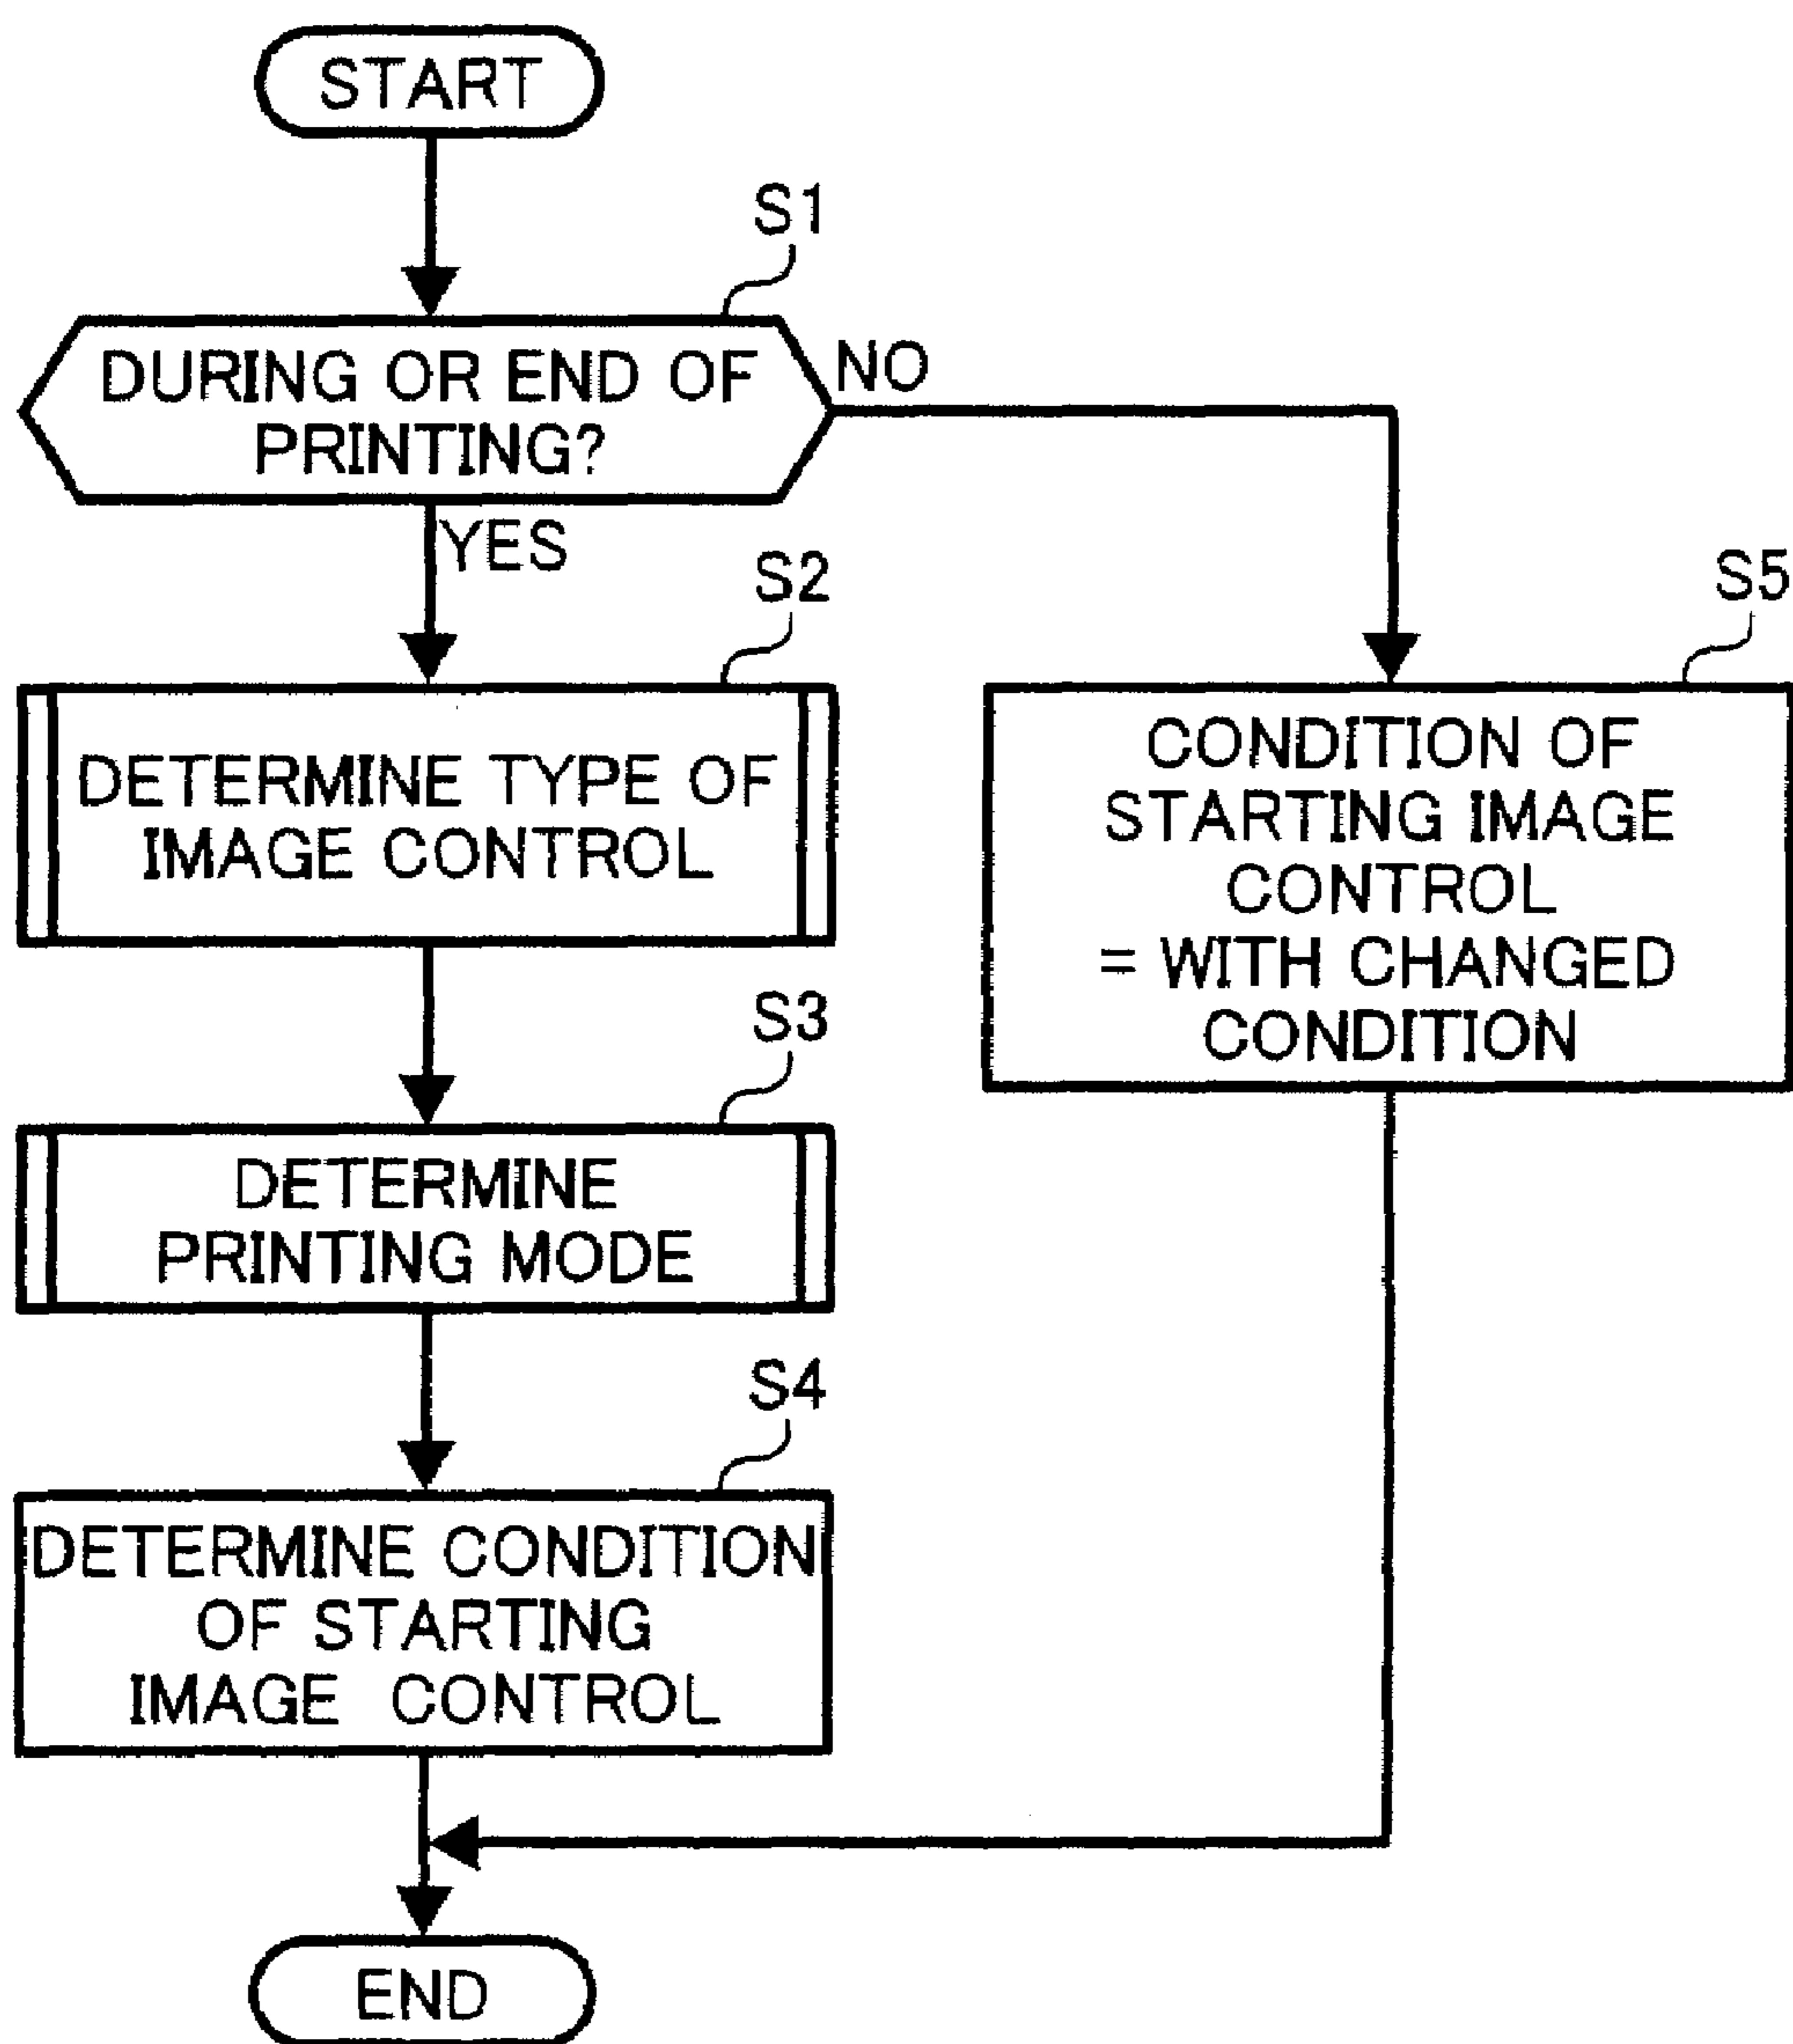 START
S1
DURING OR END OF
PRINTING?
NO
YES
S2
DETERMINE TYPE OF
IMAGE CONTROL
S5
CONDITION OF
STARTING IMAGE
CONTROL
= WITH CHANGED
CONDITION
S3
DETERMINE
PRINTING MODE
S4
DETERMINE CONDITION
OF STARTING
IMAGE CONTROL
END